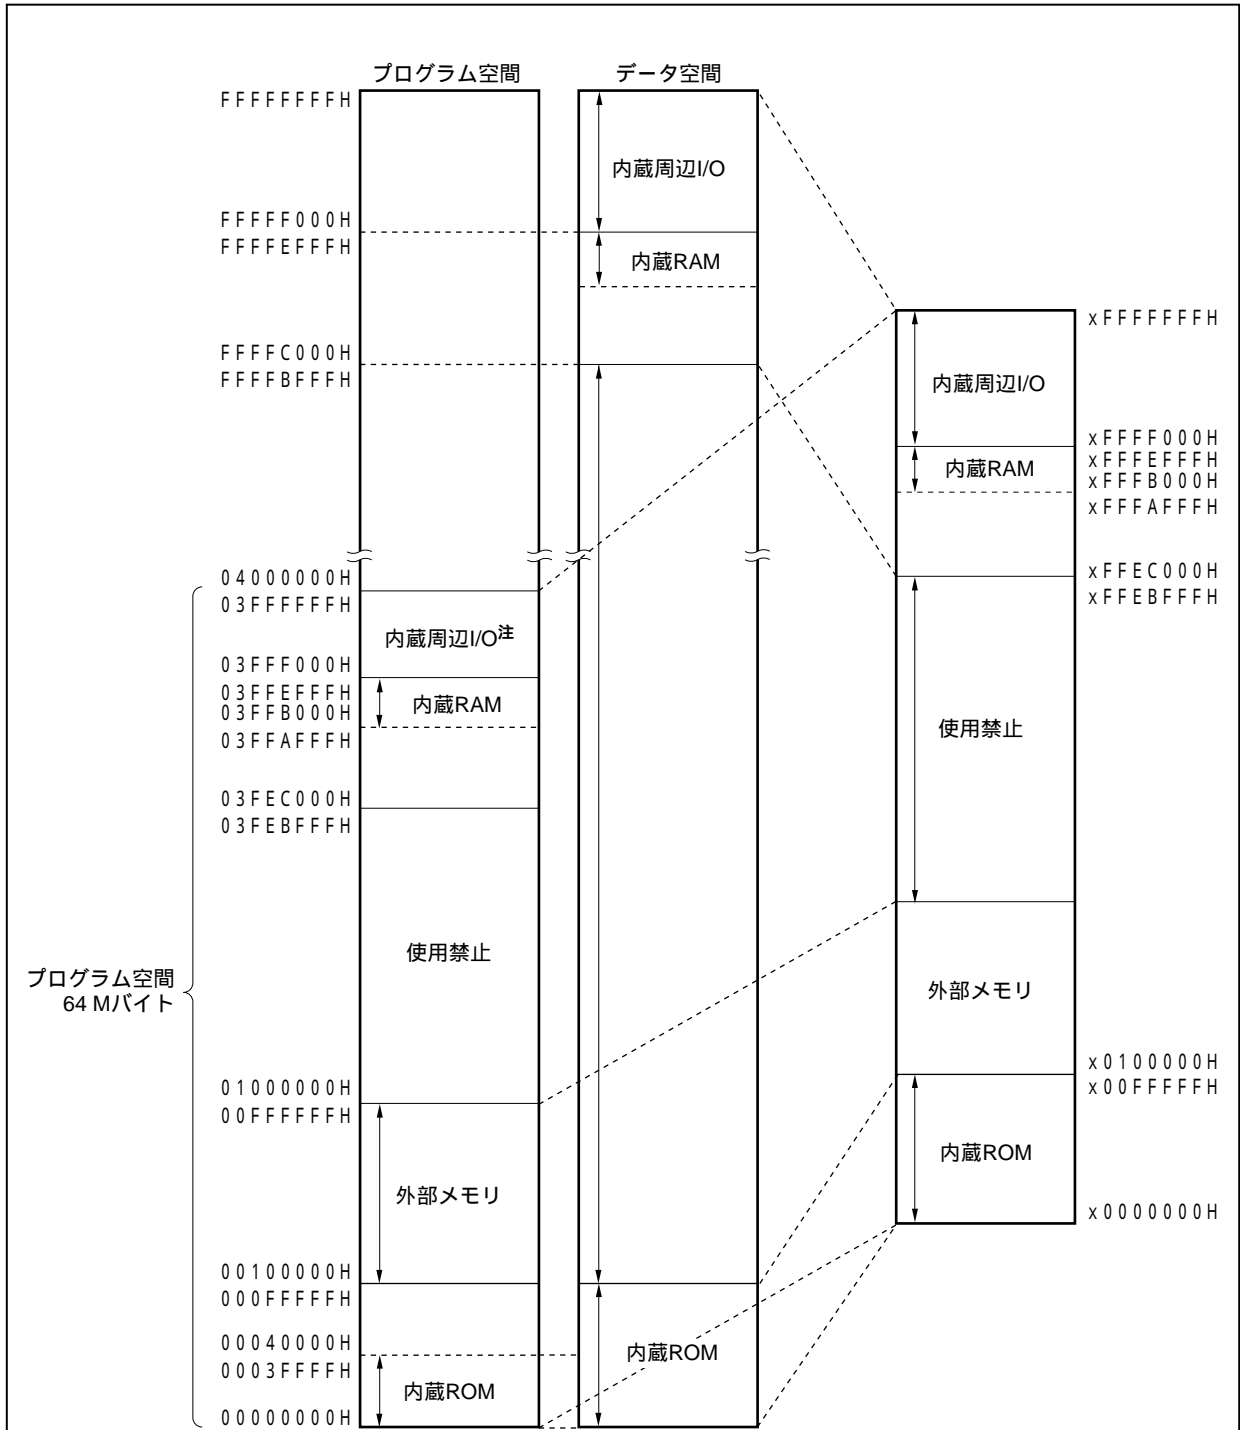 プログラム空間
データ空間
FFFFFFFFH
内蔵周辺I/O
FFFFF000H
FFFFEFFFH
内蔵RAM
FFFFC000H
FFFFBFFFH
xFFFFFFFH
内蔵周辺I/O
xFFFF000H
xFFFEFFFH
内蔵RAM
xFFFB000H
xFFFAFFFH
xFFEC000H
xFFEBFFFH
04000000H
03FFFFFFH
内蔵周辺I/O注
03FFF000H
03FFEFFFH
内蔵RAM
03FFB000H
03FFAFFFH
使用禁止
03FEC000H
03FEBFFFH
使用禁止
プログラム空間
64 Mバイト
外部メモリ
x0100000H
x00FFFFFH
01000000H
00FFFFFFH
内蔵ROM
外部メモリ
x0000000H
00100000H
000FFFFFH
00040000H
0003FFFFH
内蔵ROM
内蔵ROM
00000000H